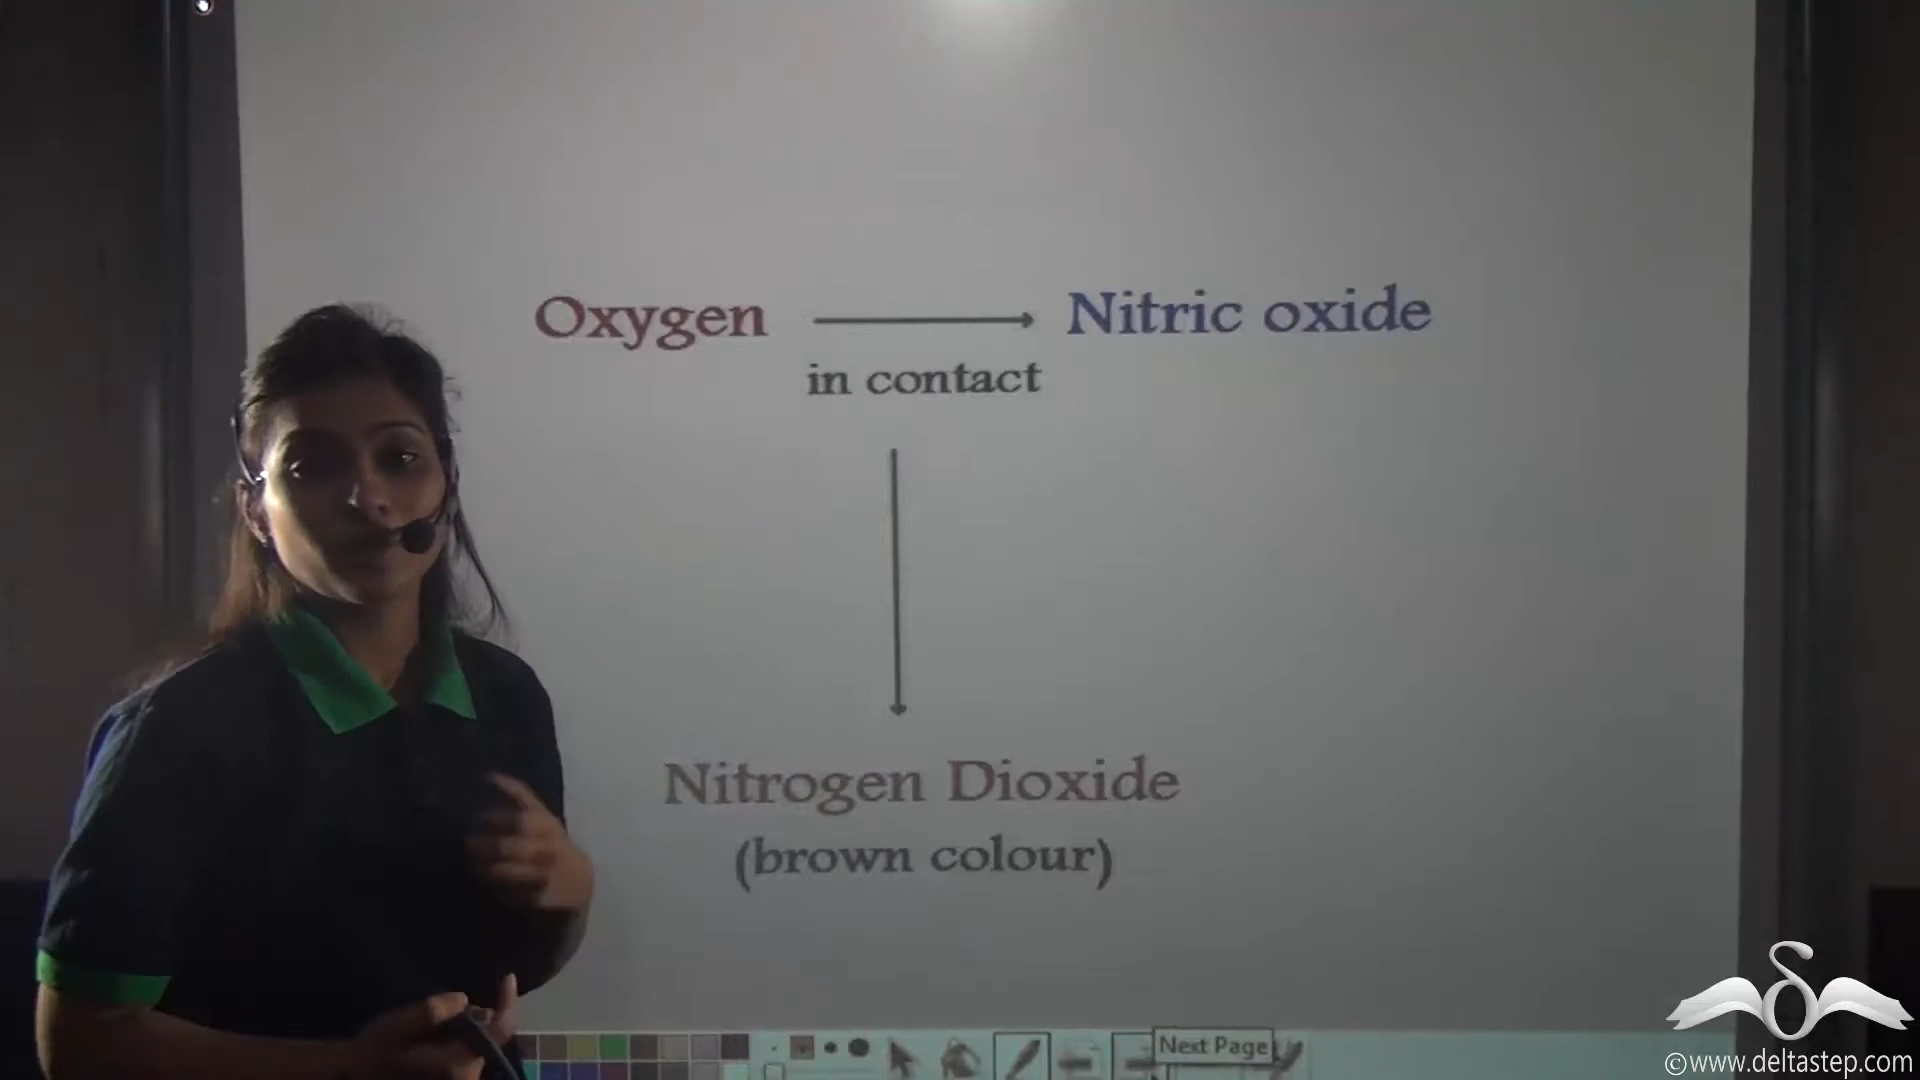 Oxygen
Nitric oxide
in contact
Nitrogen Dioxide
(brown colour)
Next Page
©www.deltastep.com